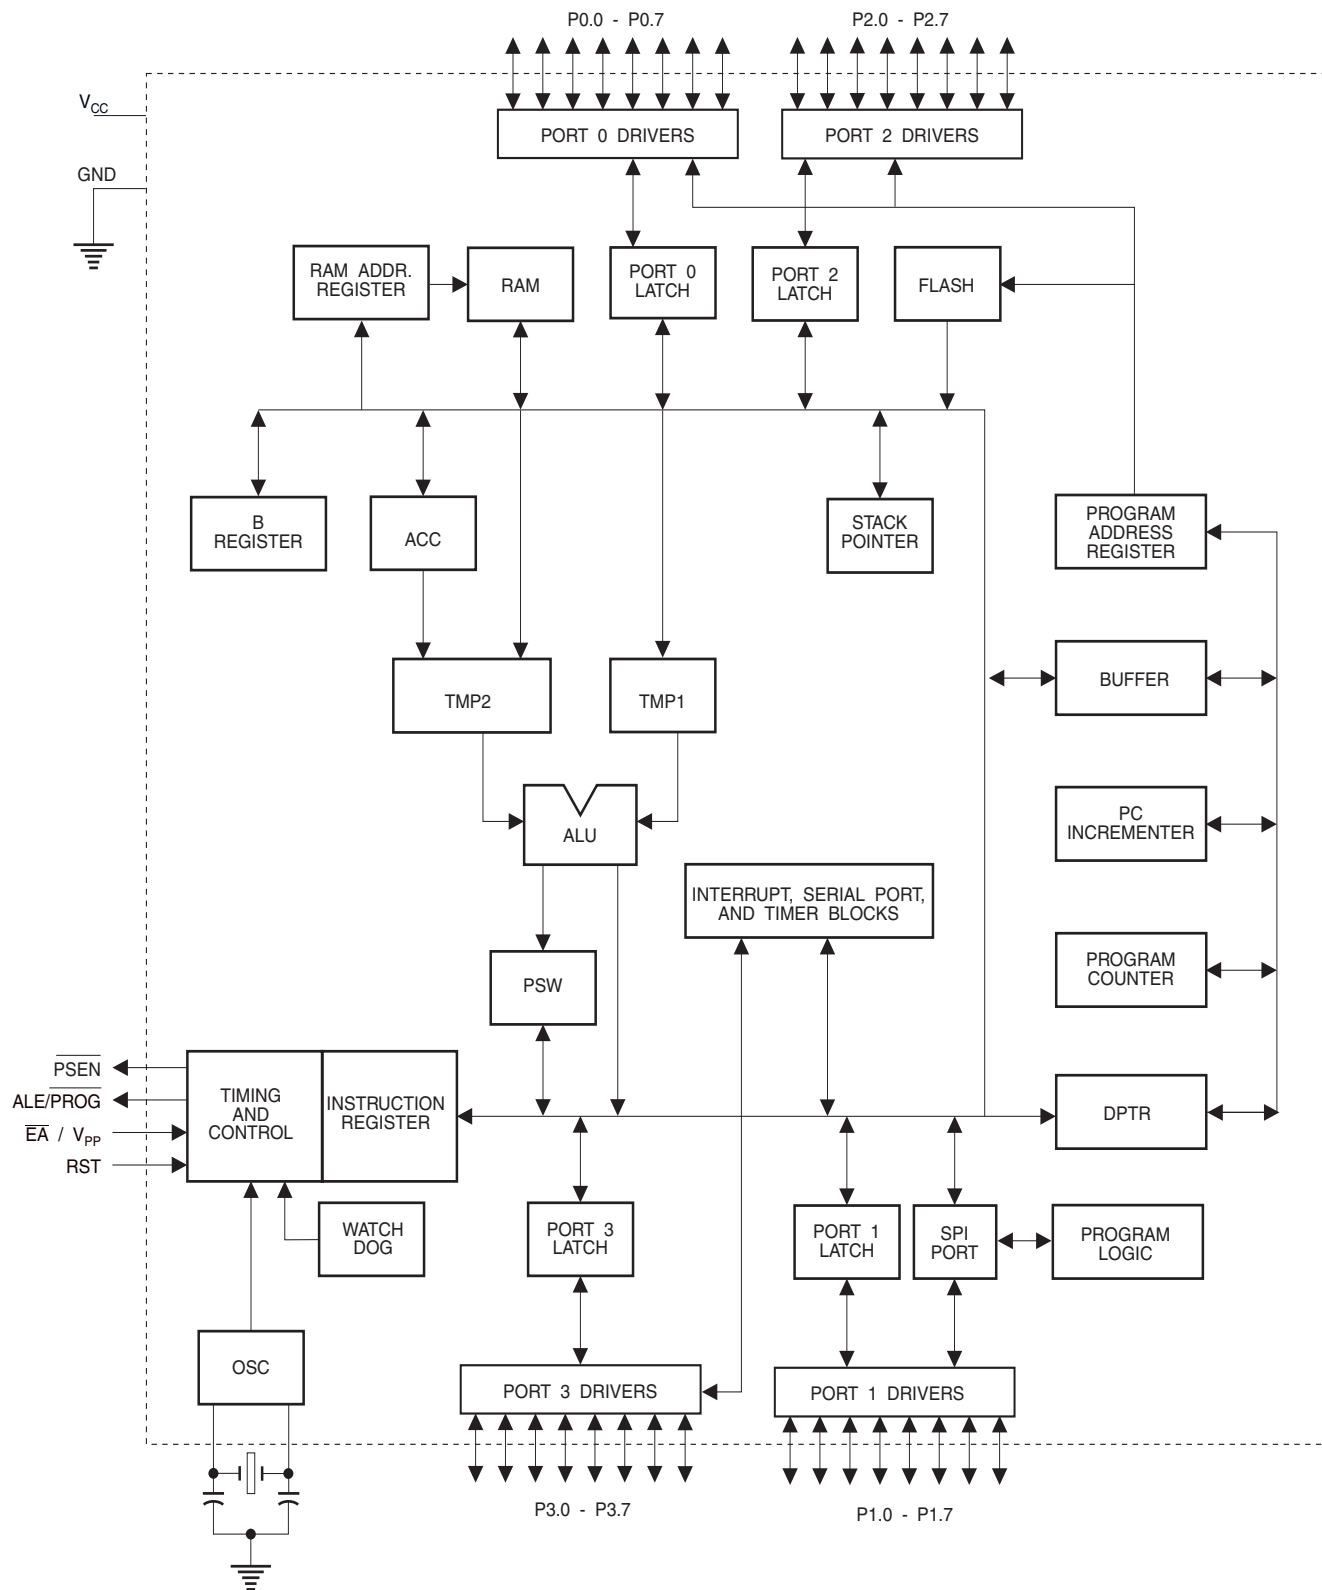 P0.0 - P0.7
P2.0 - P2.7
VCC
PORT 0 DRIVERS
PORT 2 DRIVERS
GND
RAM ADDR.
REGISTER
RAM
PORT 0
LATCH
PORT 2
LATCH
FLASH
B
REGISTER
ACC
STACK
POINTER
PROGRAM
ADDRESS
REGISTER
TMP2
TMP1
BUFFER
ALU
PC
INCREMENTER
INTERRUPT, SERIAL PORT,
AND TIMER BLOCKS
PSW
PROGRAM
COUNTER
PSEN
ALE/PROG
EA / VPP
RST
TIMING
AND
CONTROL
INSTRUCTION
REGISTER
DPTR
WATCH
DOG
PORT 3
LATCH
PORT 1
LATCH
SPI
PORT
PROGRAM
LOGIC
OSC
PORT 3 DRIVERS
PORT 1 DRIVERS
P3.0 - P3.7
P1.0 - P1.7